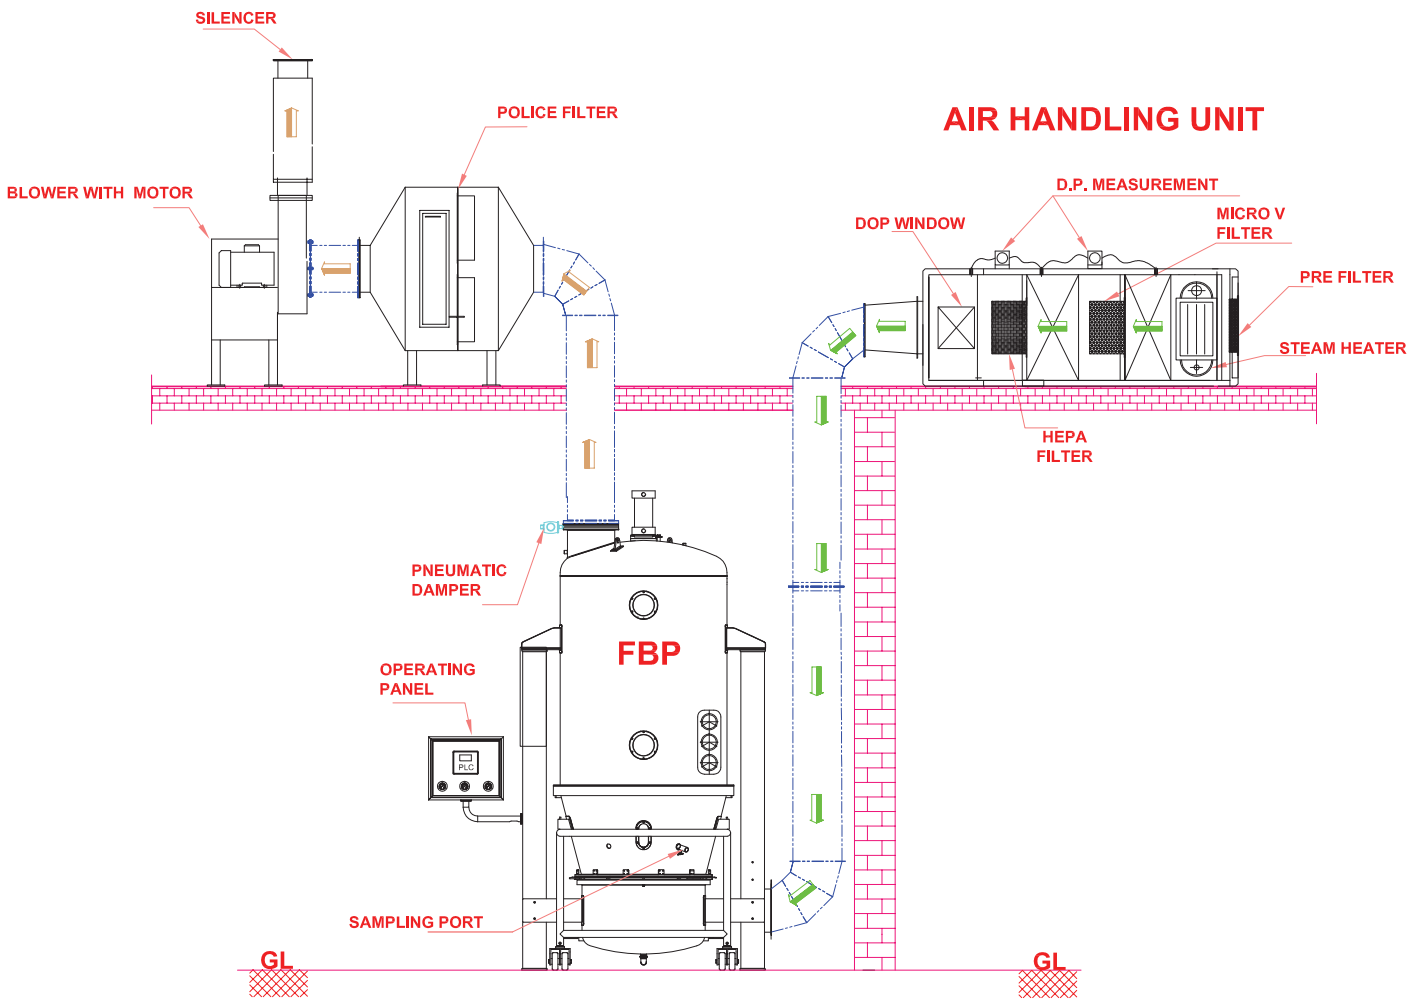 SILENCER
POLICE FILTER
AIR HANDLING UNIT
BLOWER WITH MOTOR
D.P. MEASUREMENT
DOP WINDOW
MICRO V
FILTER
PRE FILTER
STEAM HEATER
HEPA
FILTER
PNEUMATIC
DAMPER
FBP
OPERATING
PANEL
PLC
SAMPLING PORT
GL
GL